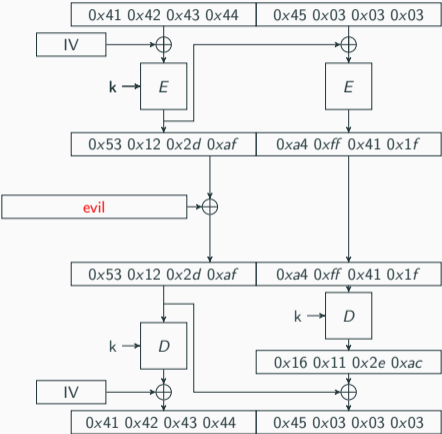 0x41 0x42 0x43 0x44 0x45 0x03 0x03 0x03
IV
k E E
0x53 0x12 0x2d 0xaf 0xa4 0xff 0x41 0x1f
evil
0x53 0x12 0x2d 0xaf 0xa4 0xff 0x41 0x1f
k D
k D
0x16 0x11 0x2e 0xac
IV
0x41 0x42 0x43 0x44 0x45 0x03 0x03 0x03